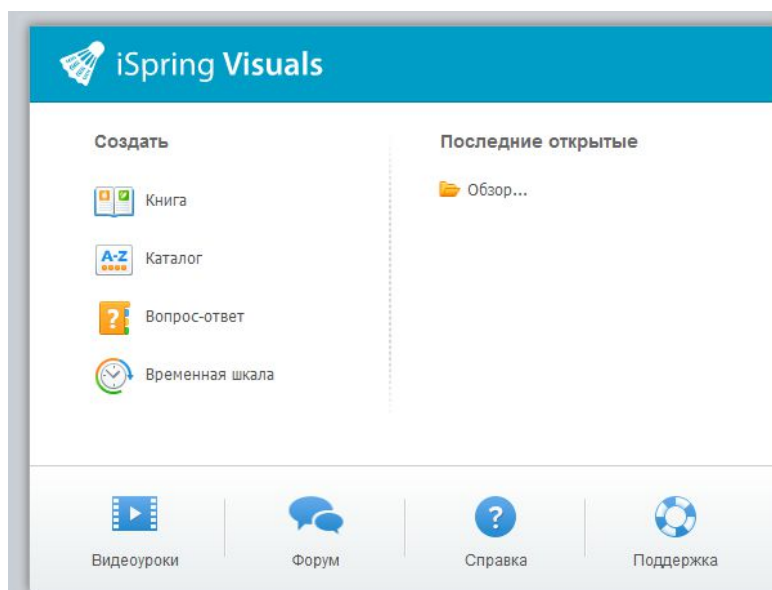 iSpring Visuals
Создать
Книга
A-Z
Каталог
?
Вопрос-ответ
Временная шкала
Последние открытые
Обзор...
Видеоуроки
Форум
?
Справка
Поддержка